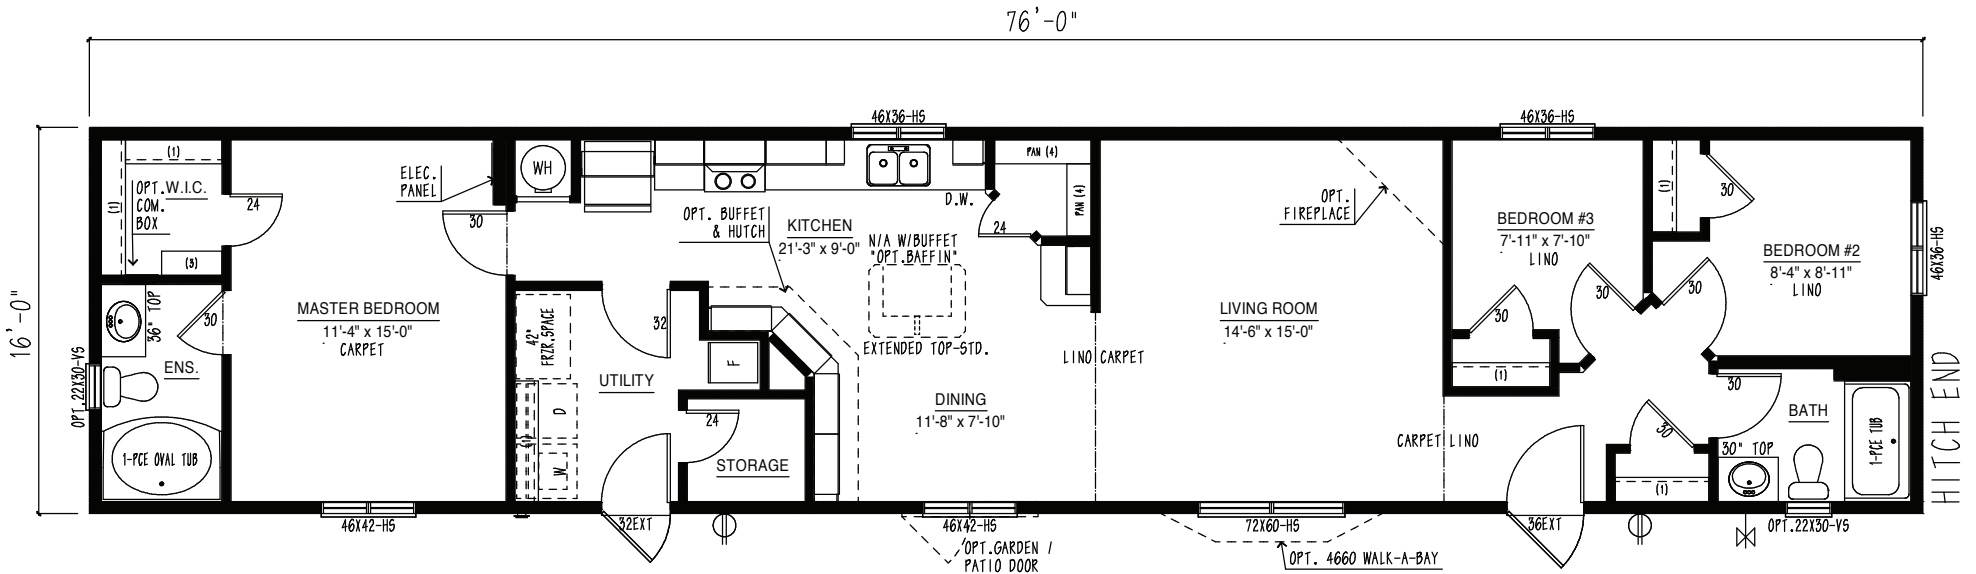 76'-0"
16'-0"
46X36-HS
46X36-HS
(1)
OPT.
COM.
BOX
W.I.C.
(1)
24
(3)
ELEC.
PANEL
30
WH
OPT. BUFFET
& HUTCH
KITCHEN
21'-3" x 9'-0"
N/A W/BUFFET
"OPT.BAFFIN"
EXTENDED TOP-STD.
D.W.
PAN (4)
PAN (4)
24
OPT.
FIREPLACE
BEDROOM #3
7'-11" x 7'-10"
LINO
30
(1)
30
(1)
30
30
BEDROOM #2
8'-4" x 8'-11"
LINO
46X36-HS
36" TOP
30
ENS.
OPT.22X30-VS
1-PCE OVAL TUB
MASTER BEDROOM
11'-4" x 15'-0"
CARPET
46X42-HS
42"
FRZR.SPACE
32
UTILITY
D
(1)
W
F
24
STORAGE
32EXT
DINING
11'-8" x 7'-10"
LINO CARPET
46X42-HS
OPT.GARDEN /
PATIO DOOR
LIVING ROOM
14'-6" x 15'-0"
CARPET LINO
72X60-HS
OPT. 4660 WALK-A-BAY
36EXT
30
(1)
30
BATH
30" TOP
1-PCE TUB
OPT.22X30-VS
HITCH END